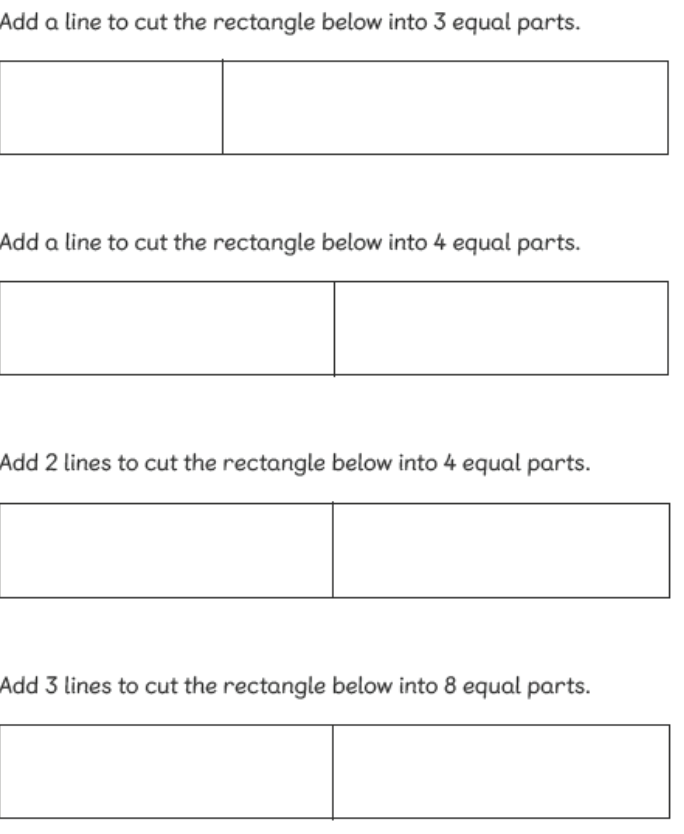 Add a line to cut the rectangle below into 3 equal parts.
Add a line to cut the rectangle below into 4 equal parts.
Add 2 lines to cut the rectangle below into 4 equal parts.
Add 3 lines to cut the rectangle below into 8 equal parts.